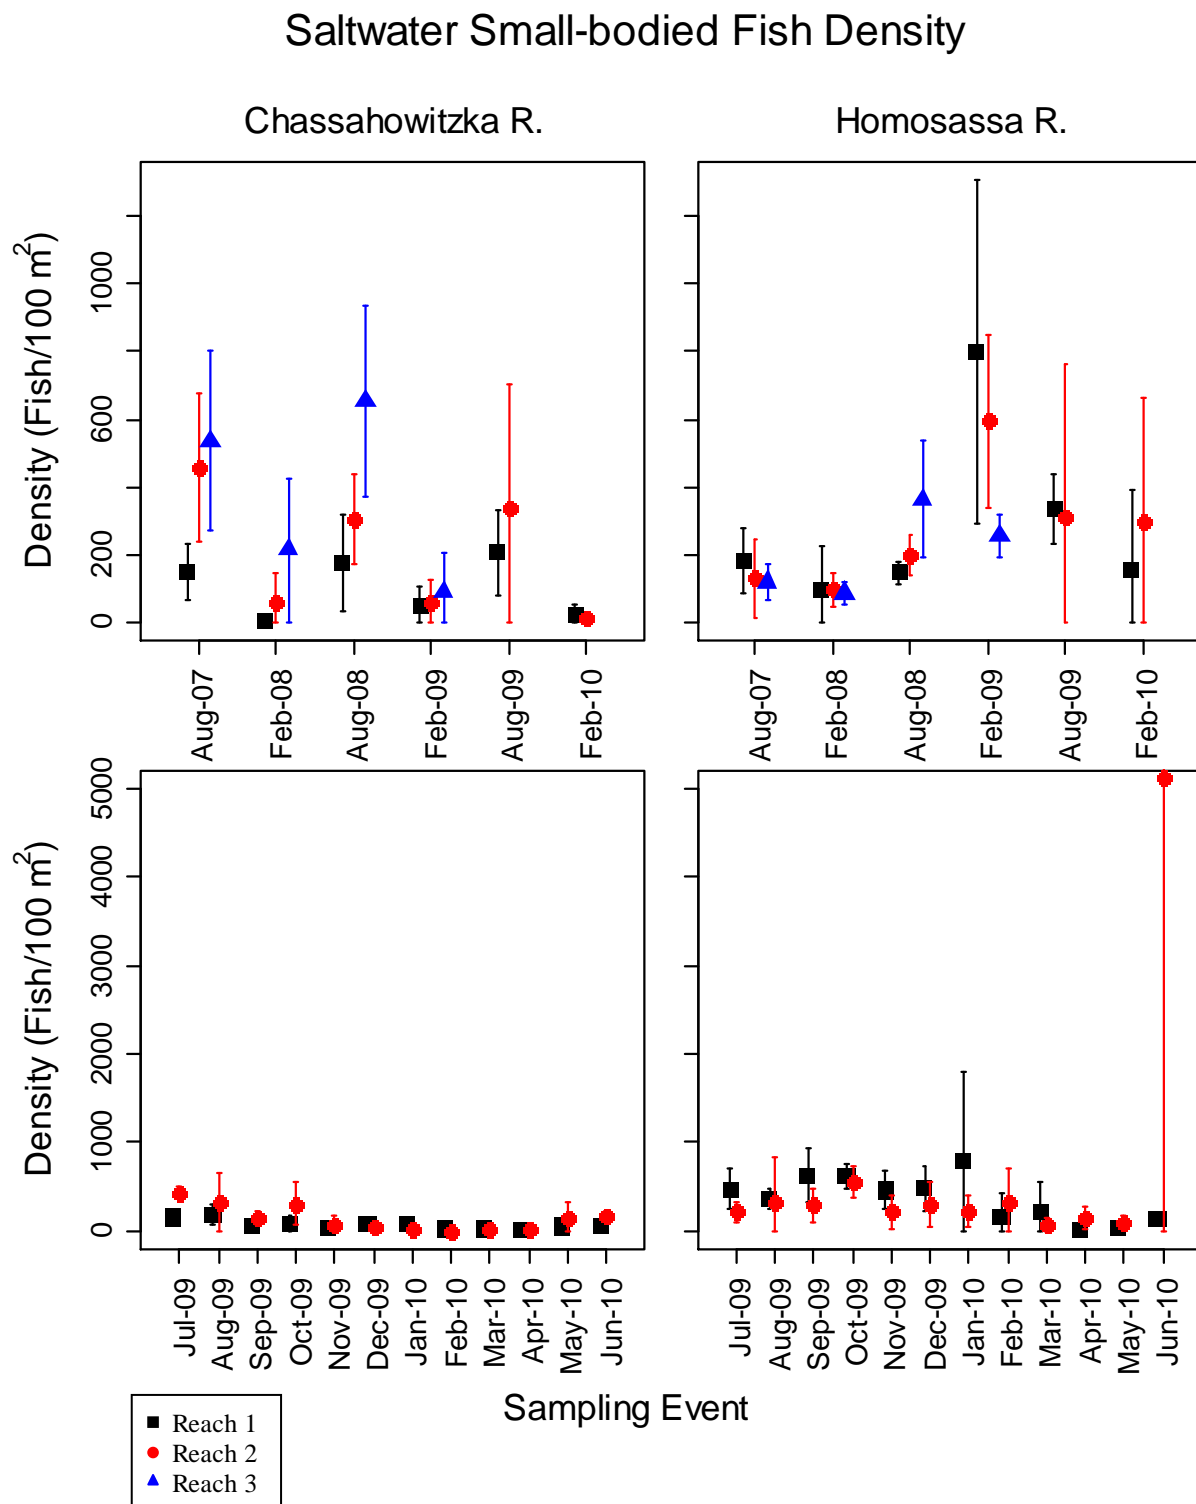 Saltwater Small-bodied Fish Density
Chassahowitzka R.
Homosassa R.
Density (Fish/100 m²)
0
200
600
1000
Aug-07
Feb-08
Aug-08
Feb-09
Aug-09
Feb-10
Aug-07
Feb-08
Aug-08
Feb-09
Aug-09
Feb-10
Density (Fish/100 m²)
0
1000
2000
3000
4000
5000
Jul-09
Aug-09
Sep-09
Oct-09
Nov-09
Dec-09
Jan-10
Feb-10
Mar-10
Apr-10
May-10
Jun-10
Jul-09
Aug-09
Sep-09
Oct-09
Nov-09
Dec-09
Jan-10
Feb-10
Mar-10
Apr-10
May-10
Jun-10
Sampling Event
Reach 1
Reach 2
Reach 3